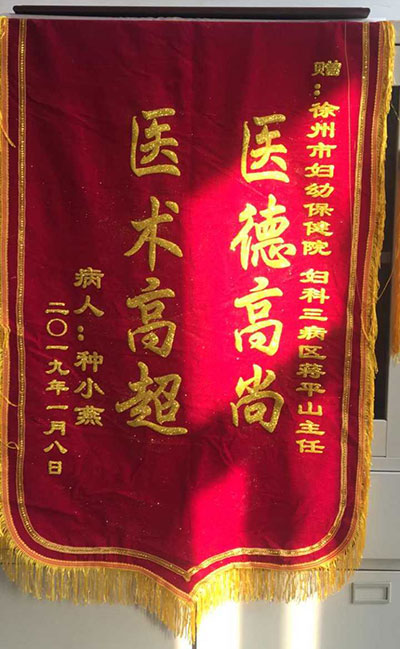 赠：徐州市妇幼保健院 妇科三病区蒋平山主任
医德高尚
医术高超
病人：种小燕
二〇一九年一月八日